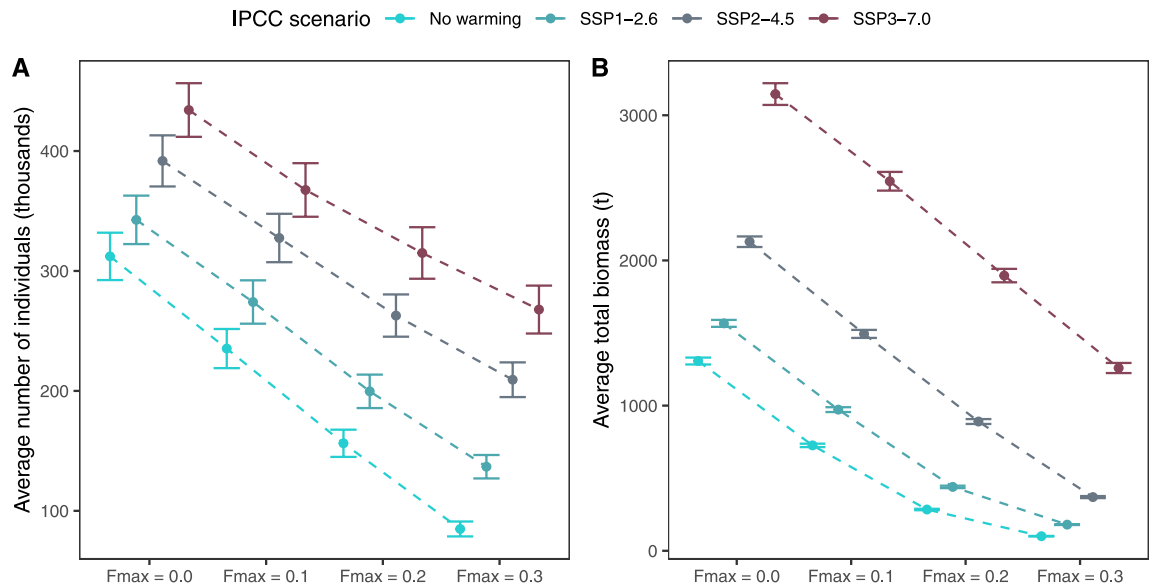 IPCC scenario No warming SSP1−2.6 SSP2−4.5 SSP3−7.0
A
Average number of individuals (thousands)
400
300
200
100
Fmax = 0.0 Fmax = 0.1 Fmax = 0.2 Fmax = 0.3
B
Average total biomass (t)
3000
2000
1000
0
Fmax = 0.0 Fmax = 0.1 Fmax = 0.2 Fmax = 0.3